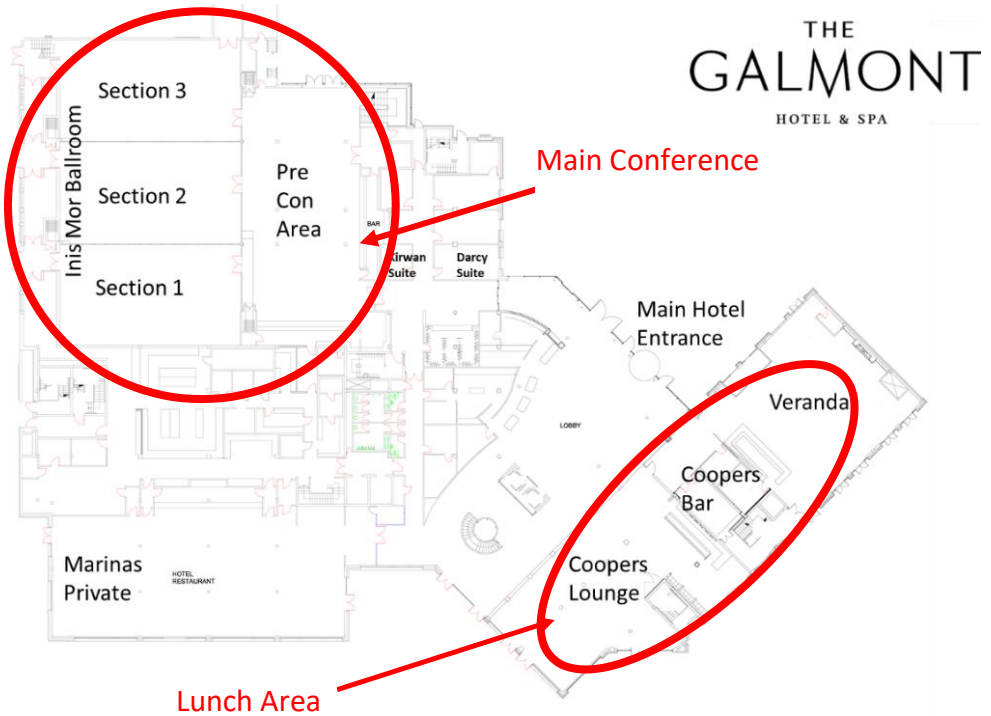 THE
GALMONT
HOTEL & SPA
Section 3
Main Conference
Inis Mor Ballroom
Section 2
Pre
Con
Area
BAR
Kirwan
Suite
Darcy
Suite
Section 1
Main Hotel
Entrance
Veranda
LOBBY
Coopers
Bar
Coopers
Lounge
Marinas
Private
HOTEL
RESTAURANT
Lunch Area